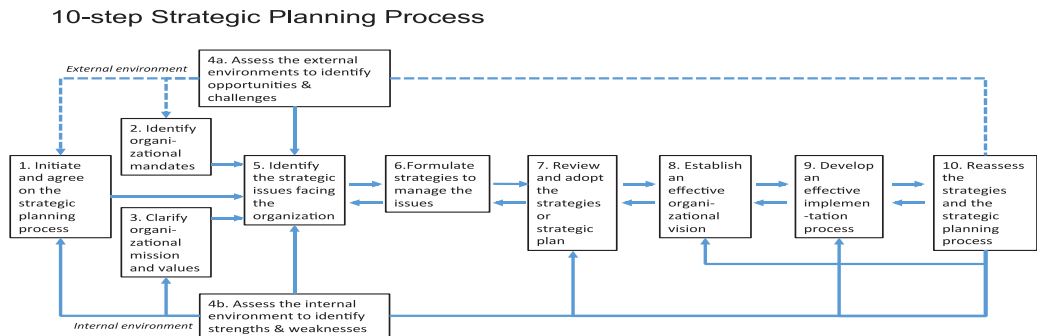 10-step Strategic Planning Process
External environment
4a. Assess the external
environments to identify
opportunities &
challenges
2. Identify
organi-
zational
mandates
1. Initiate
and agree
on the
strategic
planning
process
3. Clarify
organi-
zational
mission
and values
5. Identify
the strategic
issues facing
the
organization
6.Formulate
strategies to
manage the
issues
7. Review
and adopt
the
strategies
or
strategic
plan
8. Establish
an
effective
organi-
zational
vision
9. Develop
an
effective
implemen
-tation
process
10. Reassess
the
strategies
and the
strategic
planning
process
4b. Assess the internal
environment to identify
strengths & weaknesses
Internal environment